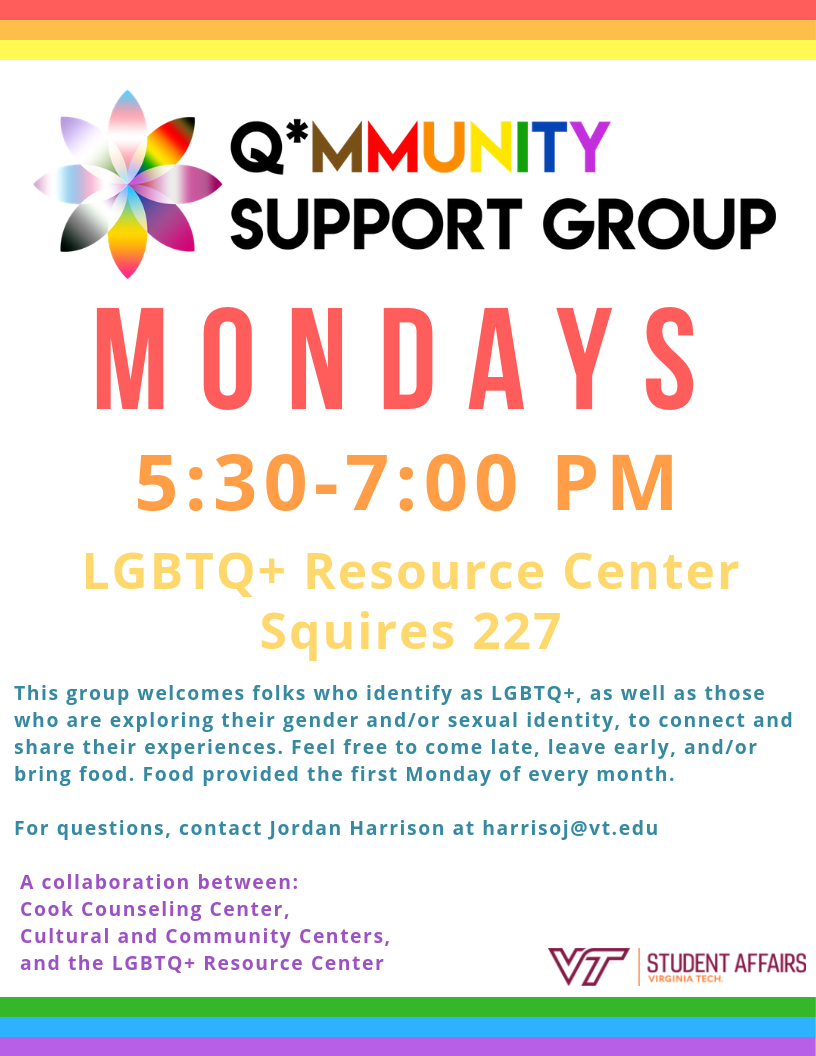 Q*MMUNITY
SUPPORT GROUP
MONDAYS
5:30-7:00 PM
LGBTQ+ Resource Center
Squires 227
This group welcomes folks who identify as LGBTQ+, as well as those
who are exploring their gender and/or sexual identity, to connect and
share their experiences. Feel free to come late, leave early, and/or
bring food. Food provided the first Monday of every month.
For questions, contact Jordan Harrison at harrisoj@vt.edu
A collaboration between:
Cook Counseling Center,
Cultural and Community Centers,
and the LGBTQ+ Resource Center
VT STUDENT AFFAIRS
VIRGINIA TECH.